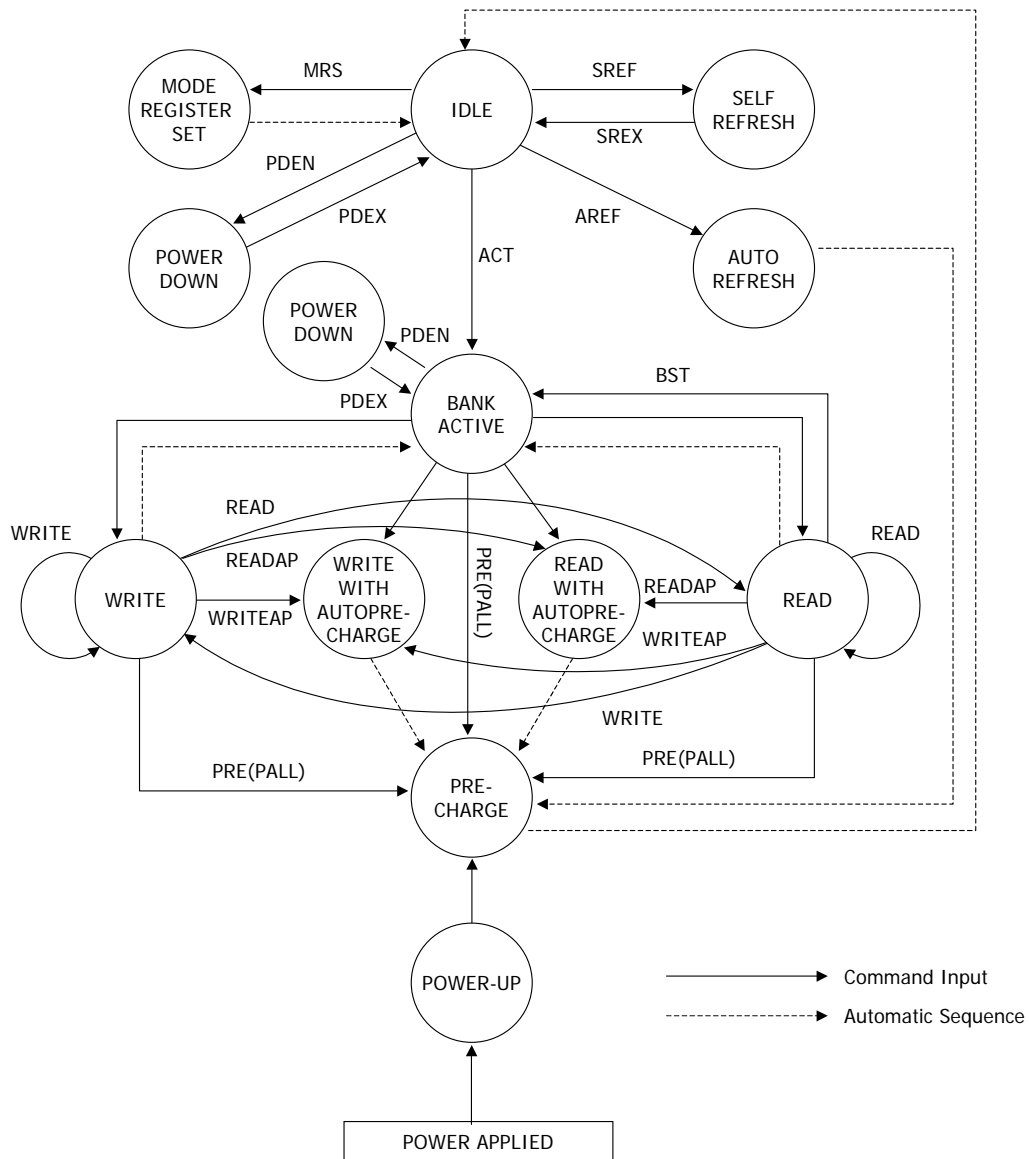 MRS
SREF
MODE
REGISTER
SET
IDLE
SELF
REFRESH
SREX
PDEN
PDEX
AREF
POWER
DOWN
ACT
AUTO
REFRESH
POWER
DOWN
PDEN
PDEX
BST
BANK
ACTIVE
WRITE
READ
READ
READAP
WRITE
WITH
AUTOPRE-
CHARGE
PRE(PALL)
READ
WITH
AUTOPRE-
CHARGE
READAP
WRITE
WRITEAP
READ
WRITEAP
WRITE
PRE(PALL)
PRE(PALL)
PRE-
CHARGE
POWER-UP
Command Input
Automatic Sequence
POWER APPLIED